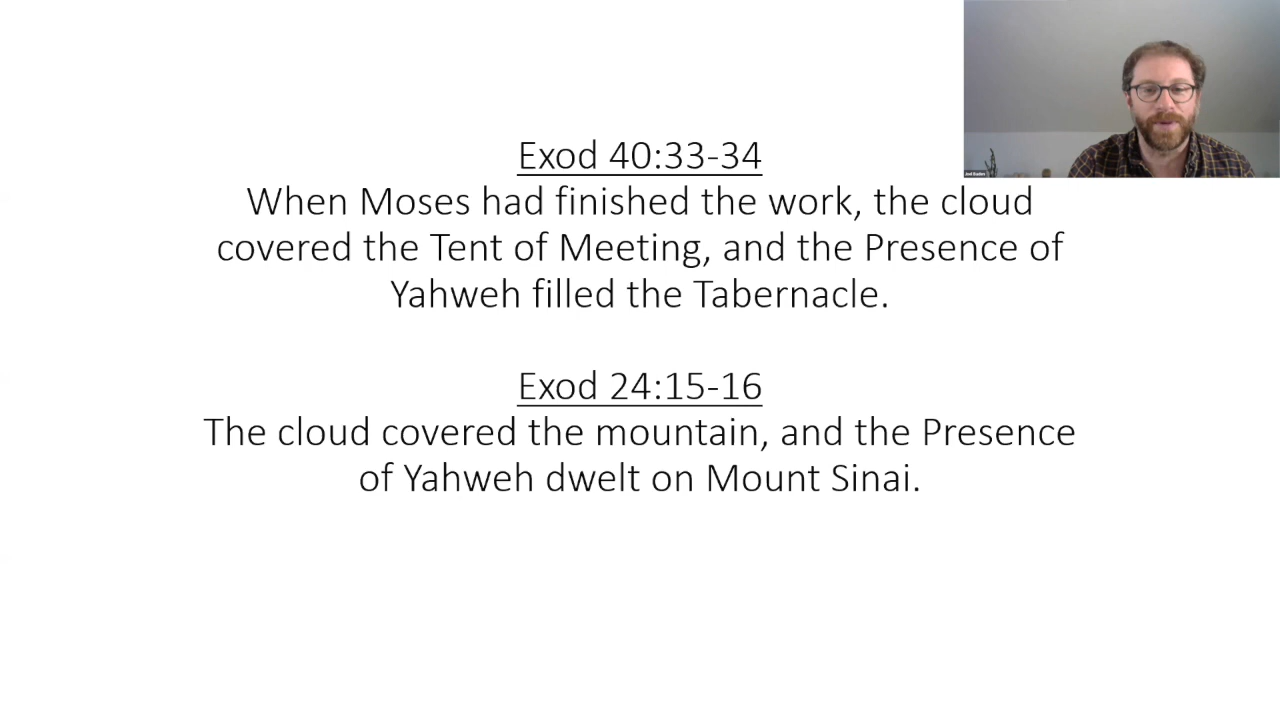 Exod 40:33-34
When Moses had finished the work, the cloud
covered the Tent of Meeting, and the Presence of
Yahweh filled the Tabernacle.
Exod 24:15-16
The cloud covered the mountain, and the Presence
of Yahweh dwelt on Mount Sinai.
Joel Baden